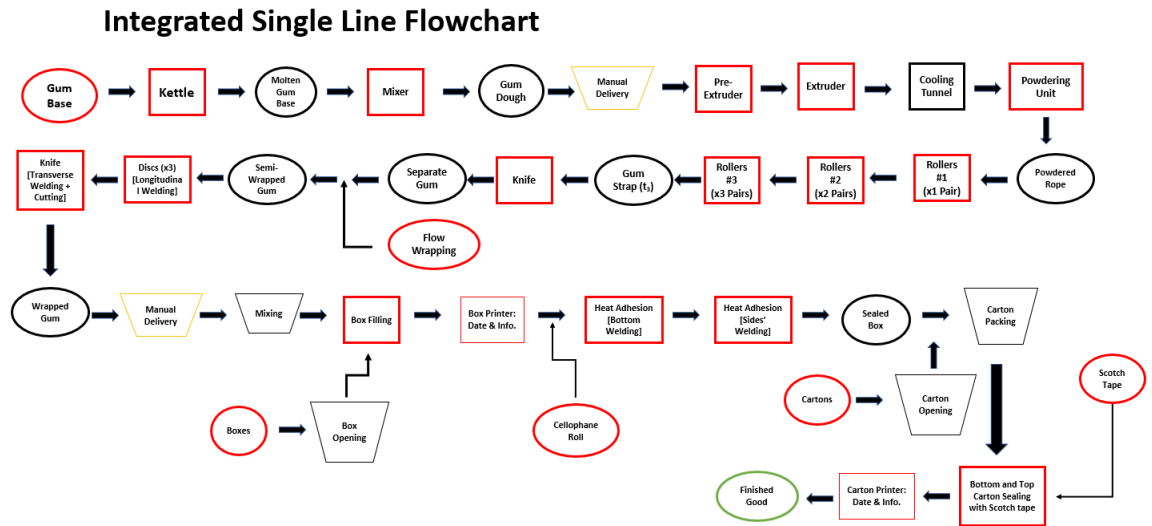 Integrated Single Line Flowchart
Gum
Base
Kettle
Molten
Gum
Base
Mixer
Gum
Dough
Manual
Delivery
Pre-
Extruder
Extruder
Cooling
Tunnel
Powdering
Unit
Knife
[Transverse
Welding +
Cutting]
Discs (x3)
[Longitudina
l Welding]
Semi-
Wrapped
Gum
Separate
Gum
Knife
Gum
Strap (t₃)
Rollers
#3
(x3 Pairs)
Rollers
#2
(x2 Pairs)
Rollers
#1
(x1 Pair)
Powdered
Rope
Flow
Wrapping
Wrapped
Gum
Manual
Delivery
Mixing
Box Filling
Box Printer:
Date & Info.
Heat Adhesion
[Bottom
Welding]
Heat Adhesion
[Sides'
Welding]
Sealed
Box
Carton
Packing
Boxes
Box
Opening
Cellophane
Roll
Cartons
Carton
Opening
Scotch
Tape
Finished
Good
Carton Printer:
Date & Info.
Bottom and Top
Carton Sealing
with Scotch tape